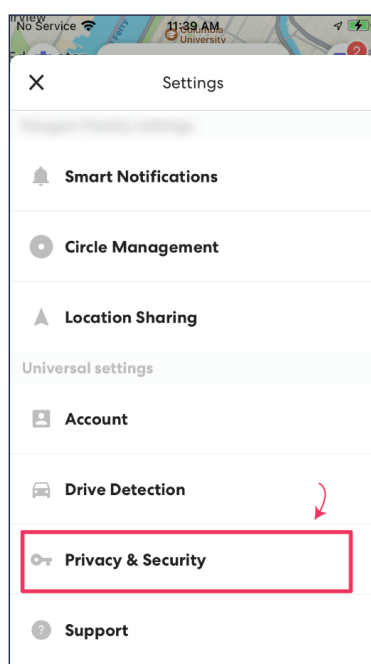 No Service 11:39 AM
Columbia
University
2
Settings
Smart Notifications
Circle Management
Location Sharing
Universal settings
Account
Drive Detection
Privacy & Security
Support